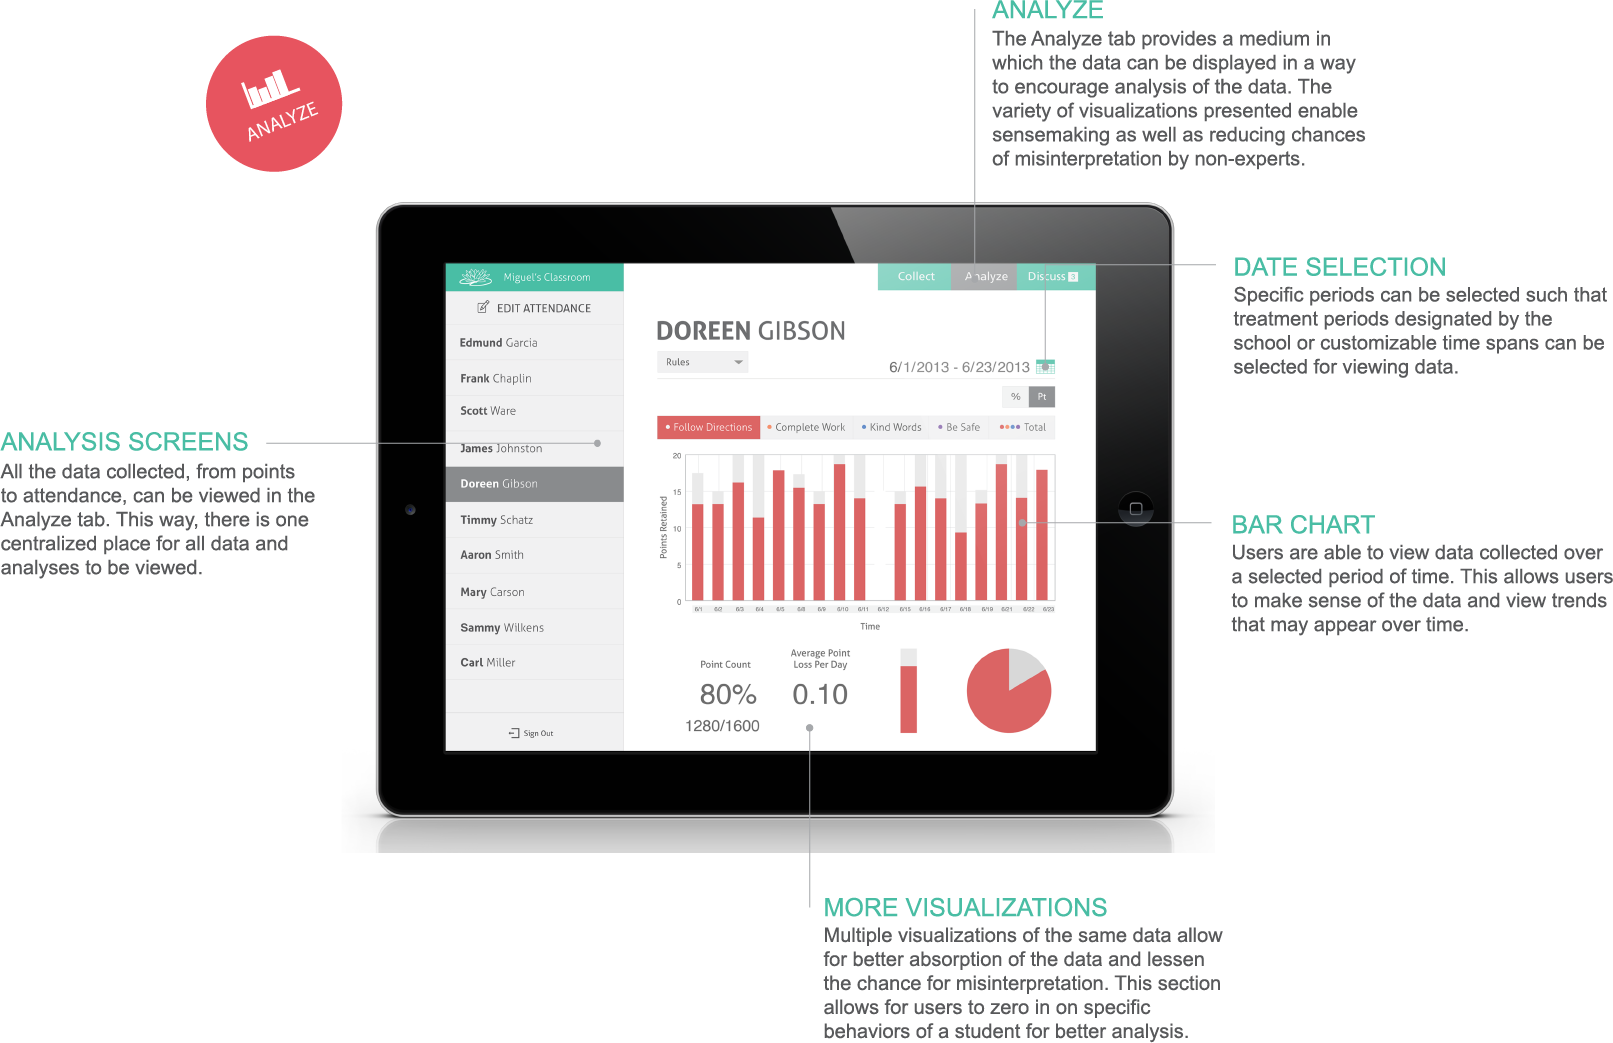 ANALYZE
ANALYZE
The Analyze tab provides a medium in
which the data can be displayed in a way
to encourage analysis of the data. The
variety of visualizations presented enable
sensemaking as well as reducing chances
of misinterpretation by non-experts.
DATE SELECTION
Specific periods can be selected such that
treatment periods designated by the
school or customizable time spans can be
selected for viewing data.
ANALYSIS SCREENS
All the data collected, from points
to attendance, can be viewed in the
Analyze tab. This way, there is one
centralized place for all data and
analyses to be viewed.
Miguel's Classroom
EDIT ATTENDANCE
Edmund Garcia
Frank Chaplin
Scott Ware
James Johnston
Doreen Gibson
Timmy Schatz
Aaron Smith
Mary Carson
Sammy Wilkens
Carl Miller
Sign Out
Collect Analyze Discuss 3
DOREEN GIBSON
Rules
6/1/2013 - 6/23/2013
% Pt
Follow Directions Complete Work Kind Words Be Safe Total
Points Retained
20
15
10
5
0
6/1 6/2 6/3 6/4 6/5 6/8 6/9 6/10 6/11 6/12 6/15 6/16 6/17 6/18 6/19 6/21 6/22 6/23
Time
Point Count
80%
1280/1600
Average Point
Loss Per Day
0.10
BAR CHART
Users are able to view data collected over
a selected period of time. This allows users
to make sense of the data and view trends
that may appear over time.
MORE VISUALIZATIONS
Multiple visualizations of the same data allow
for better absorption of the data and lessen
the chance for misinterpretation. This section
allows for users to zero in on specific
behaviors of a student for better analysis.